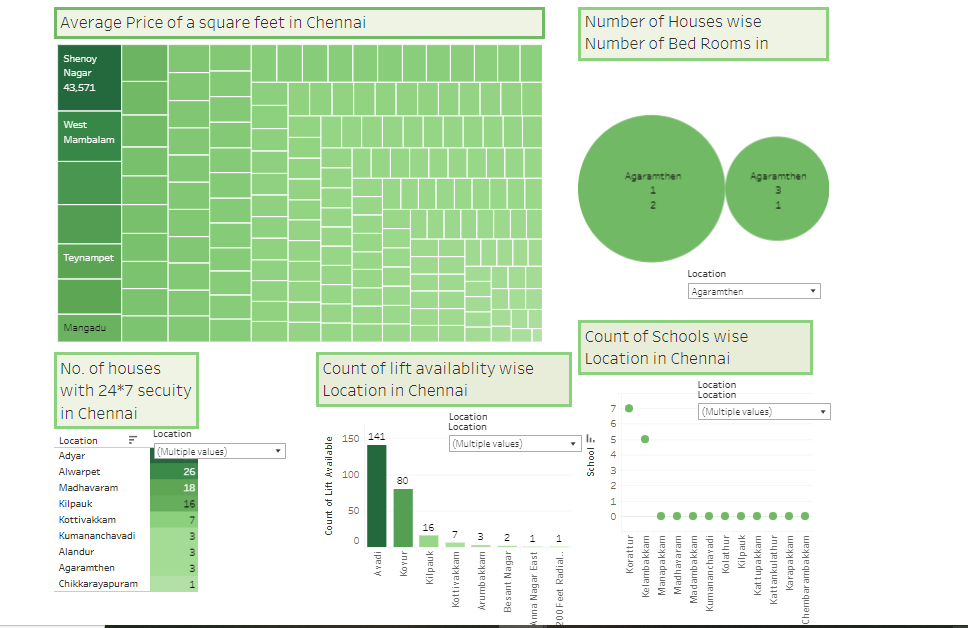 Average Price of a square feet in Chennai
Shenoy
Nagar
43,571
West
Mambalam
Teynampet
Mangadu
Number of Houses wise
Number of Bed Rooms in
Agaramthen
1
2
Agaramthen
3
1
Location
Agaramthen
No. of houses
with 24*7 secuity
in Chennai
Location
Location
(Multiple values)
Adyar
Alwarpet 26
Madhavaram 18
Kilpauk 16
Kottivakkam 7
Kumananchavadi 3
Alandur 3
Agaramthen 3
Chikkarayapuram 1
Count of lift availablity wise
Location in Chennai
Location
Location
(Multiple values)
Count of Lift Available
150
100
50
0
141
80
16
7
3
2
1
1
Avadi
Kovur
Kilpauk
Kottivakkam
Arumbakkam
Besant Nagar
Anna Nagar East
200 Feet Radial..
Count of Schools wise
Location in Chennai
Location
Location
(Multiple values)
School
7
6
5
4
3
2
1
0
Korattur
Kelambakkam
Manapakkam
Madhavaram
Madambakkam
Kumananchavadi
Kolathur
Kilpauk
Kattupakkam
Kattankulathur
Karapakkam
Chembarambakkam